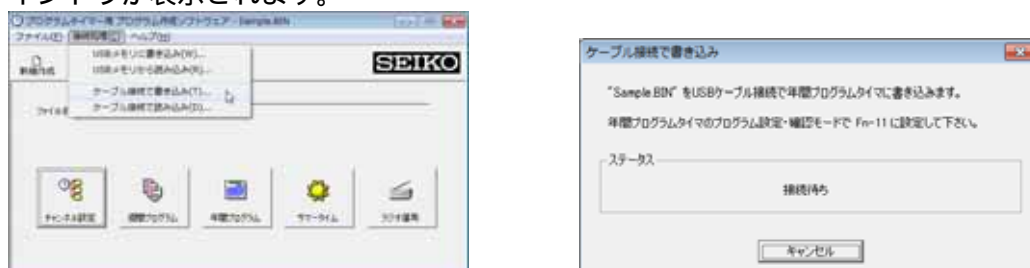 インドウが表示されます。
プログラムタイマー用 プログラム作成ソフトウェア - Sample.BIN
ファイル(F) 接続処理(C) ヘルプ(H)
USBメモリに書き込み(W)...
USBメモリから読み込み(R)...
ケーブル接続で書き込み(T)...
ケーブル接続で読み込み(D)...
新規作成
SEIKO
ファイル
チャンネル設定 週間プログラム 年間プログラム サマータイム ラジオ備考
ケーブル接続で書き込み
"Sample.BIN" をUSBケーブル接続で年間プログラムタイマに書き込みます。
年間プログラムタイマのプログラム設定・確認モードで Fn-11 に設定して下さい。
ステータス
接続待ち
キャンセル